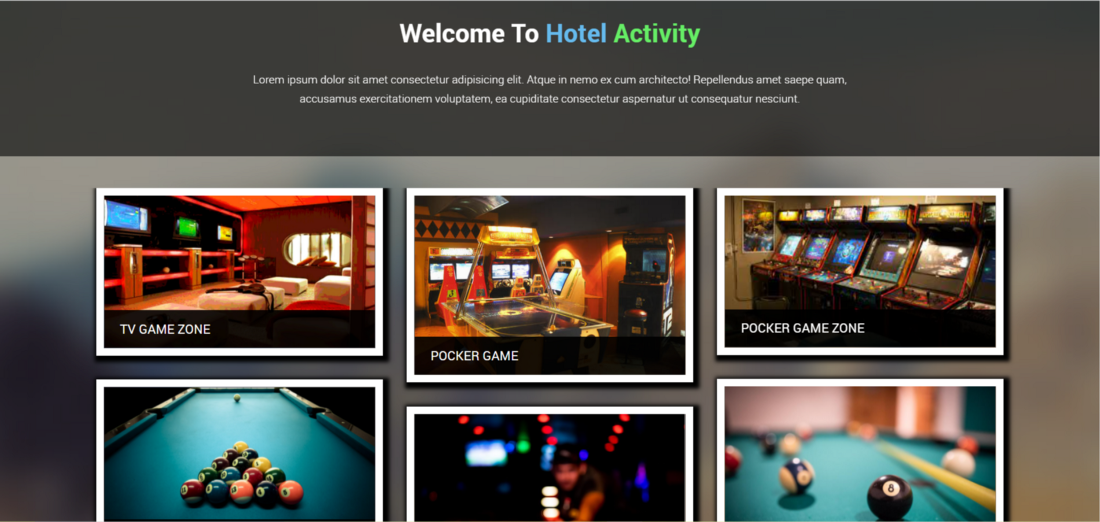 Welcome To Hotel Activity
Lorem ipsum dolor sit amet consectetur adipisicing elit. Atque in nemo ex cum architecto! Repellendus amet saepe quam,
accusamus exercitationem voluptatem, ea cupiditate consectetur aspernatur ut consequatur nesciunt.
TV GAME ZONE
POCKER GAME
POCKER GAME ZONE
8